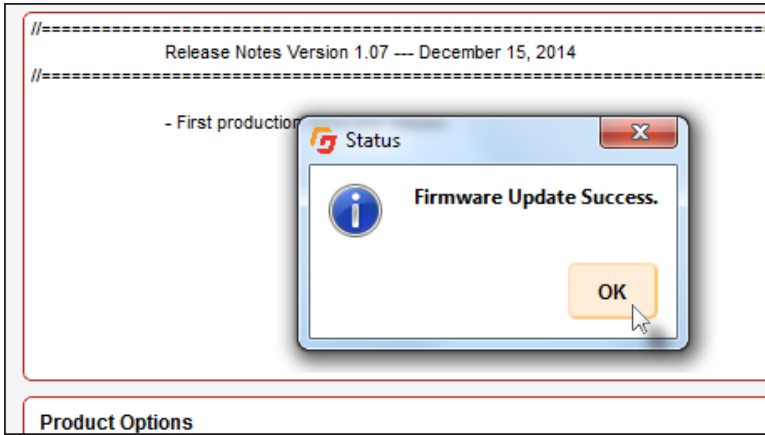 //==========================================================================
Release Notes Version 1.07 --- December 15, 2014
//==========================================================================
- First production
Status
Firmware Update Success.
OK
Product Options